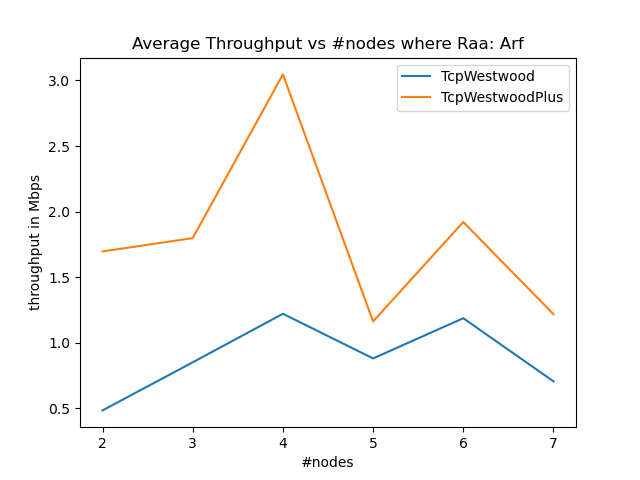 Average Throughput vs #nodes where Raa: Arf
TcpWestwood
TcpWestwoodPlus
throughput in Mbps
3.0
2.5
2.0
1.5
1.0
0.5
2 3 4 5 6 7
#nodes